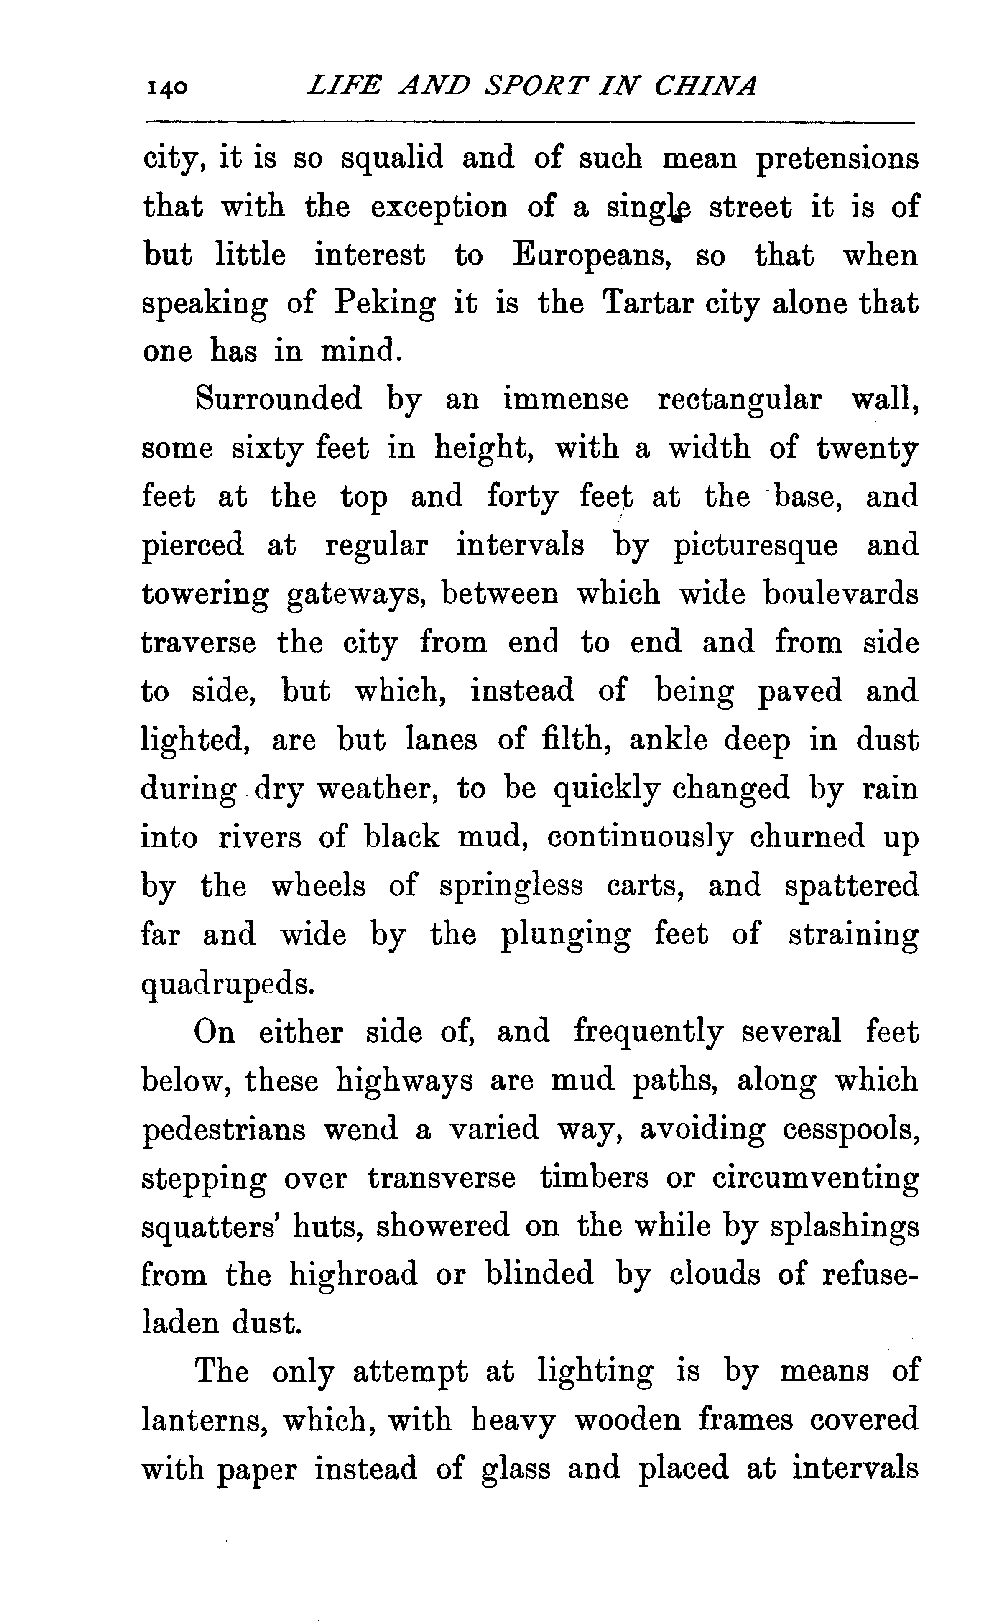 140 LIFE AND SPORT IN CHINA
city, it is so squalid and of such mean pretensions
that with the exception of a single street it is of
but little interest to Europeans, so that when
speaking of Peking it is the Tartar city alone that
one has in mind.
Surrounded by an immense rectangular wall,
some sixty feet in height, with a width of twenty
feet at the top and forty feet at the base, and
pierced at regular intervals by picturesque and
towering gateways, between which wide boulevards
traverse the city from end to end and from side
to side, but which, instead of being paved and
lighted, are but lanes of filth, ankle deep in dust
during dry weather, to be quickly changed by rain
into rivers of black mud, continuously churned up
by the wheels of springless carts, and spattered
far and wide by the plunging feet of straining
quadrupeds.
On either side of, and frequently several feet
below, these highways are mud paths, along which
pedestrians wend a varied way, avoiding cesspools,
stepping over transverse timbers or circumventing
squatters' huts, showered on the while by splashings
from the highroad or blinded by clouds of refuse-
laden dust.
The only attempt at lighting is by means of
lanterns, which, with heavy wooden frames covered
with paper instead of glass and placed at intervals